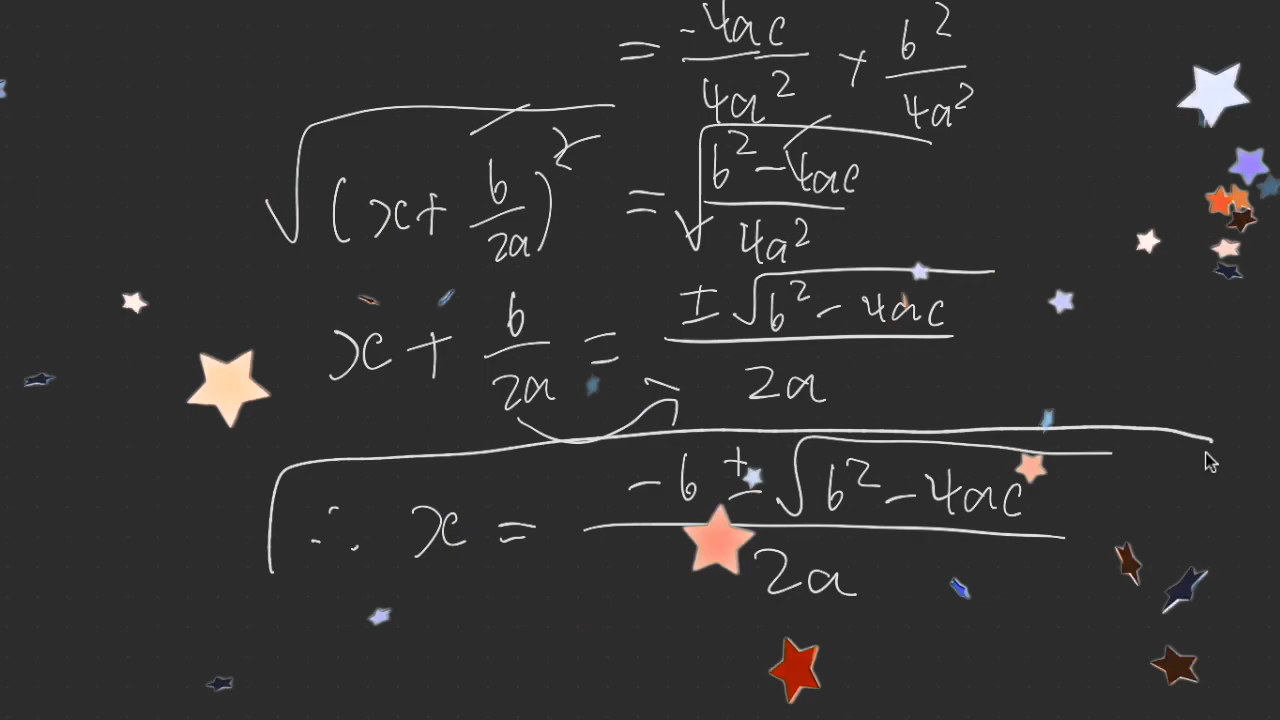 = -4ac/4a² + b²/4a²
√(x + b/2a)² = √(b² - 4ac)/4a²
x + b/2a = ±√(b² - 4ac)/2a
∴ x = -b ± √(b² - 4ac)/2a